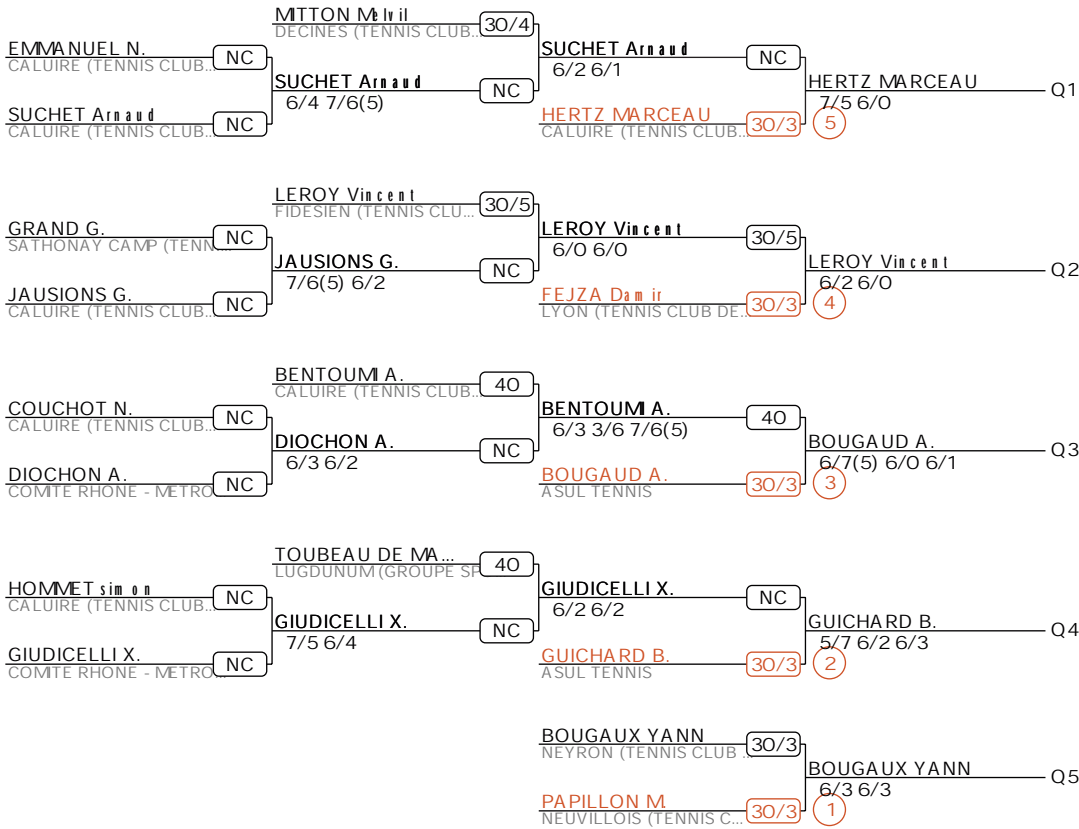 MITTON Melvil
30/4
DECINES (TENNIS CLUB...
EMMANUEL N.
NC
CALUIRE (TENNIS CLUB...
SUCHET Arnaud
NC
6/2 6/1
SUCHET Arnaud
NC
6/4 7/6(5)
HERTZ MARCEAU
Q1
7/5 6/0
SUCHET Arnaud
NC
CALUIRE (TENNIS CLUB...
HERTZ MARCEAU
30/3
5
CALUIRE (TENNIS CLUB...
LEROY Vincent
30/5
FIDESIEN (TENNIS CLU...
GRAND G.
NC
SATHONAY CAMP (TENN...
LEROY Vincent
30/5
6/0 6/0
JAUSIONS G.
NC
7/6(5) 6/2
LEROY Vincent
Q2
6/2 6/0
JAUSIONS G.
NC
CALUIRE (TENNIS CLUB...
FEJZA Damir
30/3
4
LYON (TENNIS CLUB DE...
BENTOUMI A.
40
CALUIRE (TENNIS CLUB...
COUCHOT N.
NC
CALUIRE (TENNIS CLUB...
BENTOUMI A.
40
6/3 3/6 7/6(5)
DIOCHON A.
NC
6/3 6/2
BOUGAUD A.
Q3
6/7(5) 6/0 6/1
DIOCHON A.
NC
COMITE RHONE - METRO...
BOUGAUD A.
30/3
3
ASUL TENNIS
TOUBEAU DE MA...
40
LUGDUNUM (GROUPE SP...
HOMMET simon
NC
CALUIRE (TENNIS CLUB...
GIUDICELLI X.
NC
6/2 6/2
GIUDICELLI X.
NC
7/5 6/4
GUICHARD B.
Q4
5/7 6/2 6/3
GIUDICELLI X.
NC
COMITE RHONE - METRO...
GUICHARD B.
30/3
2
ASUL TENNIS
BOUGAUX YANN
30/3
NEYRON (TENNIS CLUB ...
BOUGAUX YANN
Q5
6/3 6/3
PAPILLON M.
30/3
1
NEUVILLOIS (TENNIS C...